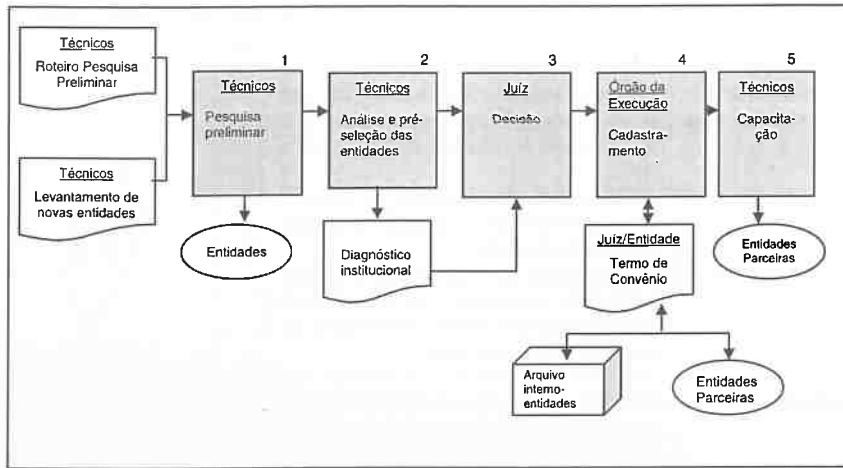 Técnicos
Roteiro Pesquisa
Preliminar
Técnicos
Levantamento de
novas entidades
1
Técnicos
Pesquisa
preliminar
Entidades
2
Técnicos
Análise e pré-
seleção das
entidades
Diagnóstico
institucional
3
Juíz
Decisão
4
Órgão da
Execução
Cadastra-
mento
Juíz/Entidade
Termo de
Convênio
Arquivo
interno-
entidades
Entidades
Parceiras
5
Técnicos
Capacita-
ção
Entidades
Parceiras